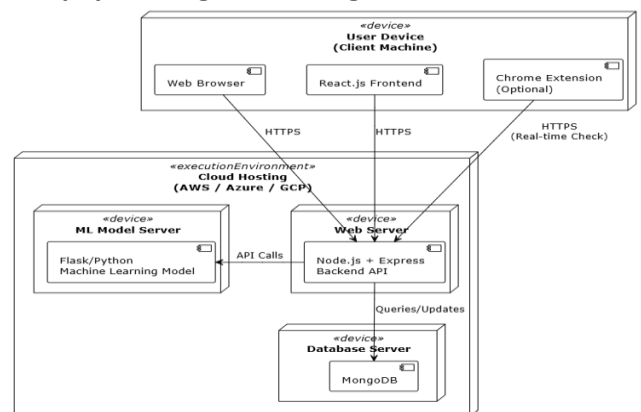 «device»
User Device
(Client Machine)
Web Browser
React.js Frontend
Chrome Extension
(Optional)
HTTPS
HTTPS
HTTPS
(Real-time Check)
«executionEnvironment»
Cloud Hosting
(AWS / Azure / GCP)
«device»
ML Model Server
«device»
Web Server
Flask/Python
Machine Learning Model
API Calls
Node.js + Express
Backend API
Queries/Updates
«device»
Database Server
MongoDB